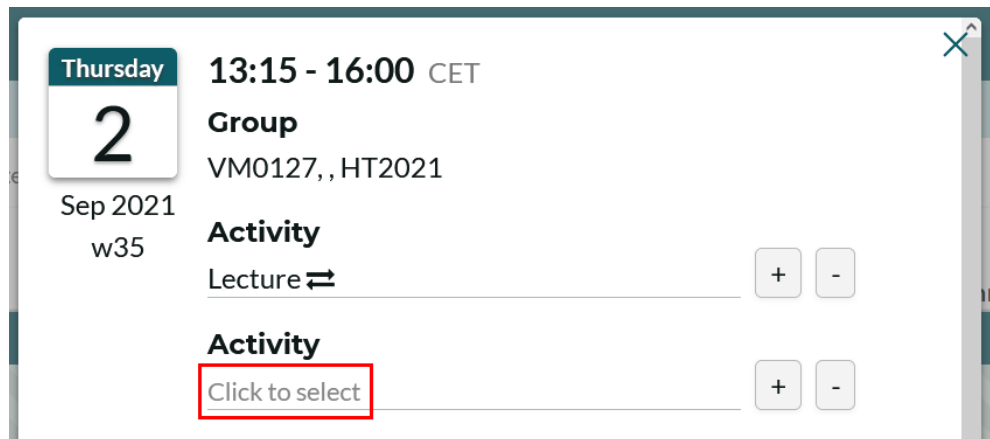 Thursday
2
Sep 2021
w35
13:15 - 16:00 CET
Group
VM0127, , HT2021
Activity
Lecture
+ -
Activity
Click to select
+ -